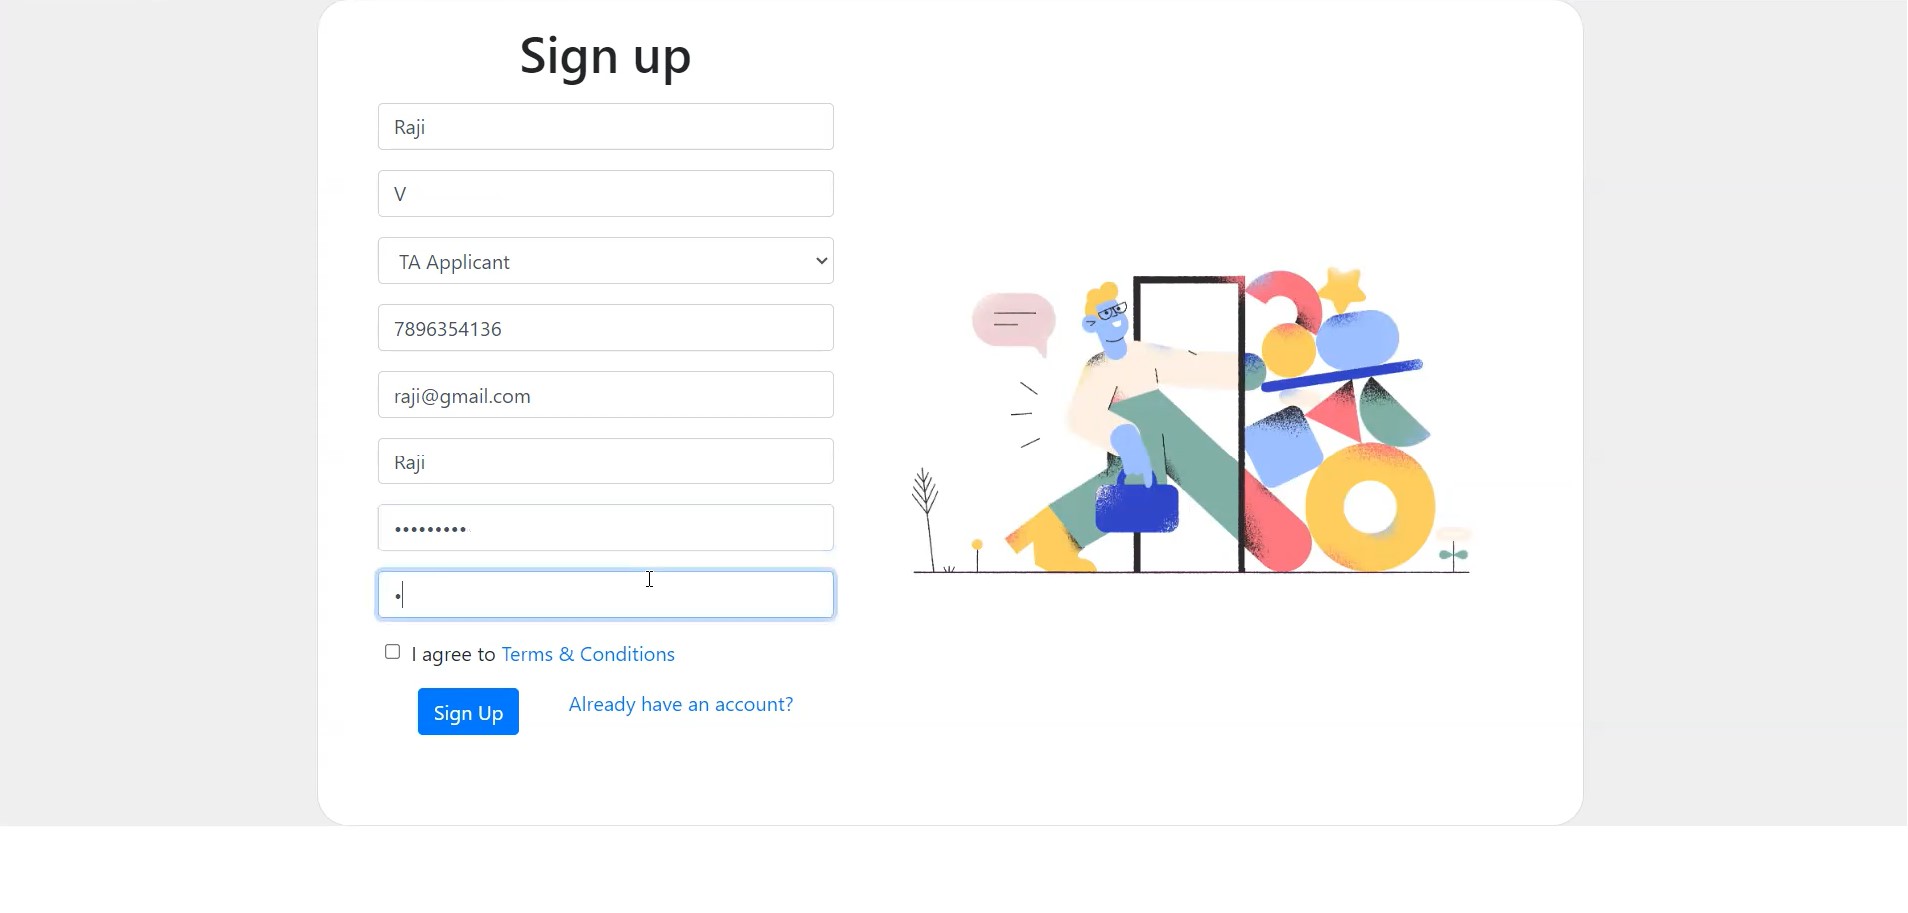 Sign up
Raji
V
TA Applicant
7896354136
raji@gmail.com
Raji
•••••••••
•
I agree to Terms & Conditions
Sign Up
Already have an account?